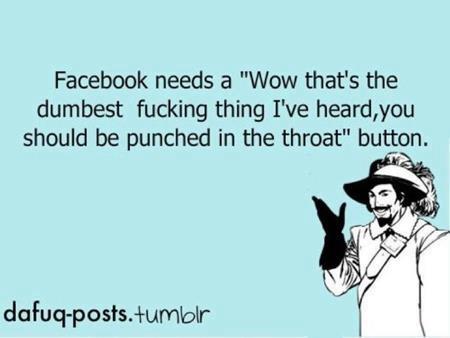 Facebook needs a "Wow that's the
dumbest fucking thing I've heard,you
should be punched in the throat" button.
dafuq-posts.tumblr